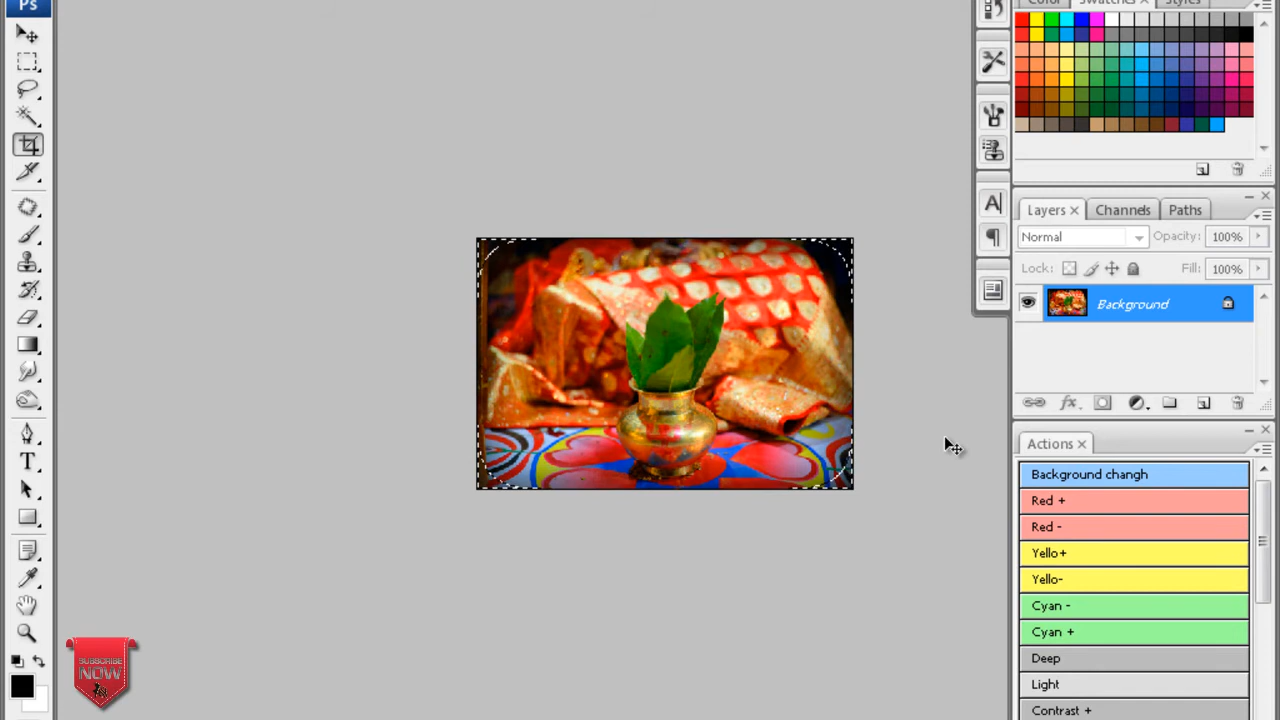 Ps
Color
Swatches ×
Styles
Layers ×
Channels
Paths
Normal
Opacity: 100%
Lock:
Fill: 100%
Background
Actions ×
Background changh
Red +
Red -
Yello+
Yello-
Cyan -
Cyan +
Deep
Light
Contrast +
T
A
SUBSCRIBE
NOW